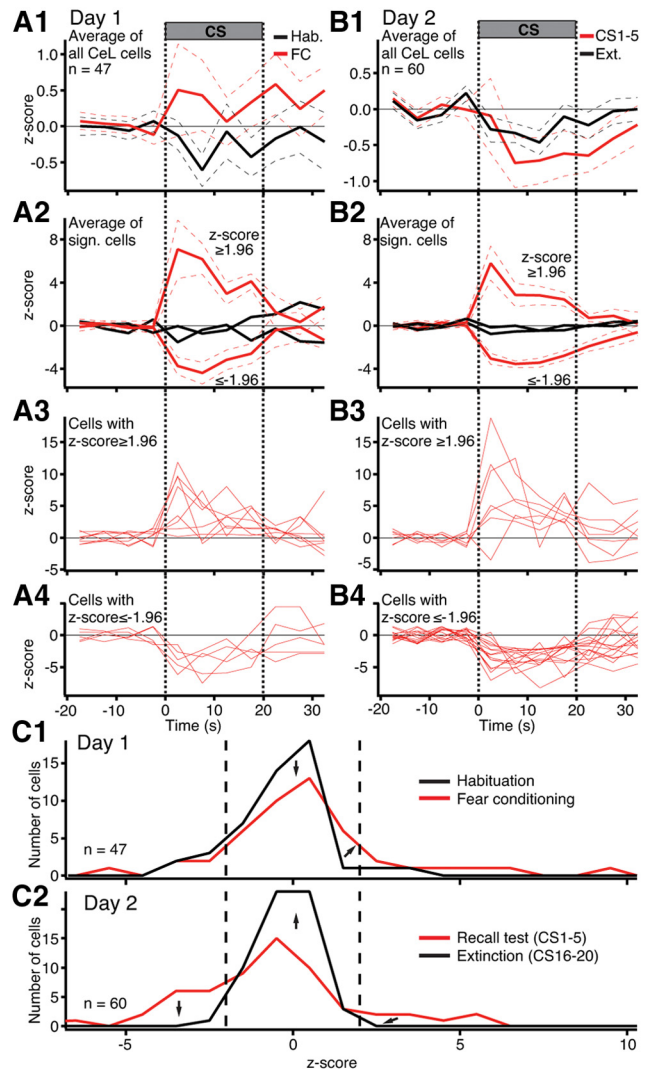 A1 Day 1
CS
Average of
all CeL cells
n = 47
Hab.
FC
1.0
0.5
0.0
-0.5
z-score
B1 Day 2
CS
Average of
all CeL cells
n = 60
CS1-5
Ext.
0.0
-0.5
-1.0
A2
Average of
sign. cells
z-score
≥1.96
≤-1.96
8
4
0
-4
z-score
B2
Average of
sign. cells
z-score
≥1.96
≤-1.96
8
4
0
-4
A3
Cells with
z-score≥1.96
15
10
5
0
-5
z-score
B3
Cells with
z-score ≥1.96
15
10
5
0
-5
A4
Cells with
z-score≤-1.96
5
0
-5
z-score
-20 -10 0 10 20 30
B4
Cells with
z-score ≤-1.96
5
0
-5
-20 -10 0 10 20 30
Time (s)
Time (s)
C1 Day 1
15
10
5
0
Number of cells
n = 47
Habituation
Fear conditioning
C2 Day 2
15
10
5
0
Number of cells
n = 60
Recall test (CS1-5)
Extinction (CS16-20)
-5 0 5 10
z-score